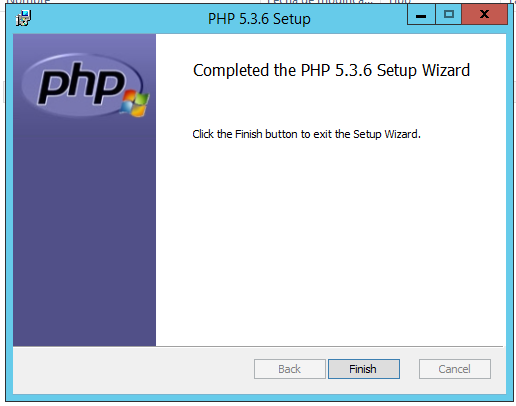 PHP 5.3.6 Setup
php
Completed the PHP 5.3.6 Setup Wizard
Click the Finish button to exit the Setup Wizard.
Back
Finish
Cancel